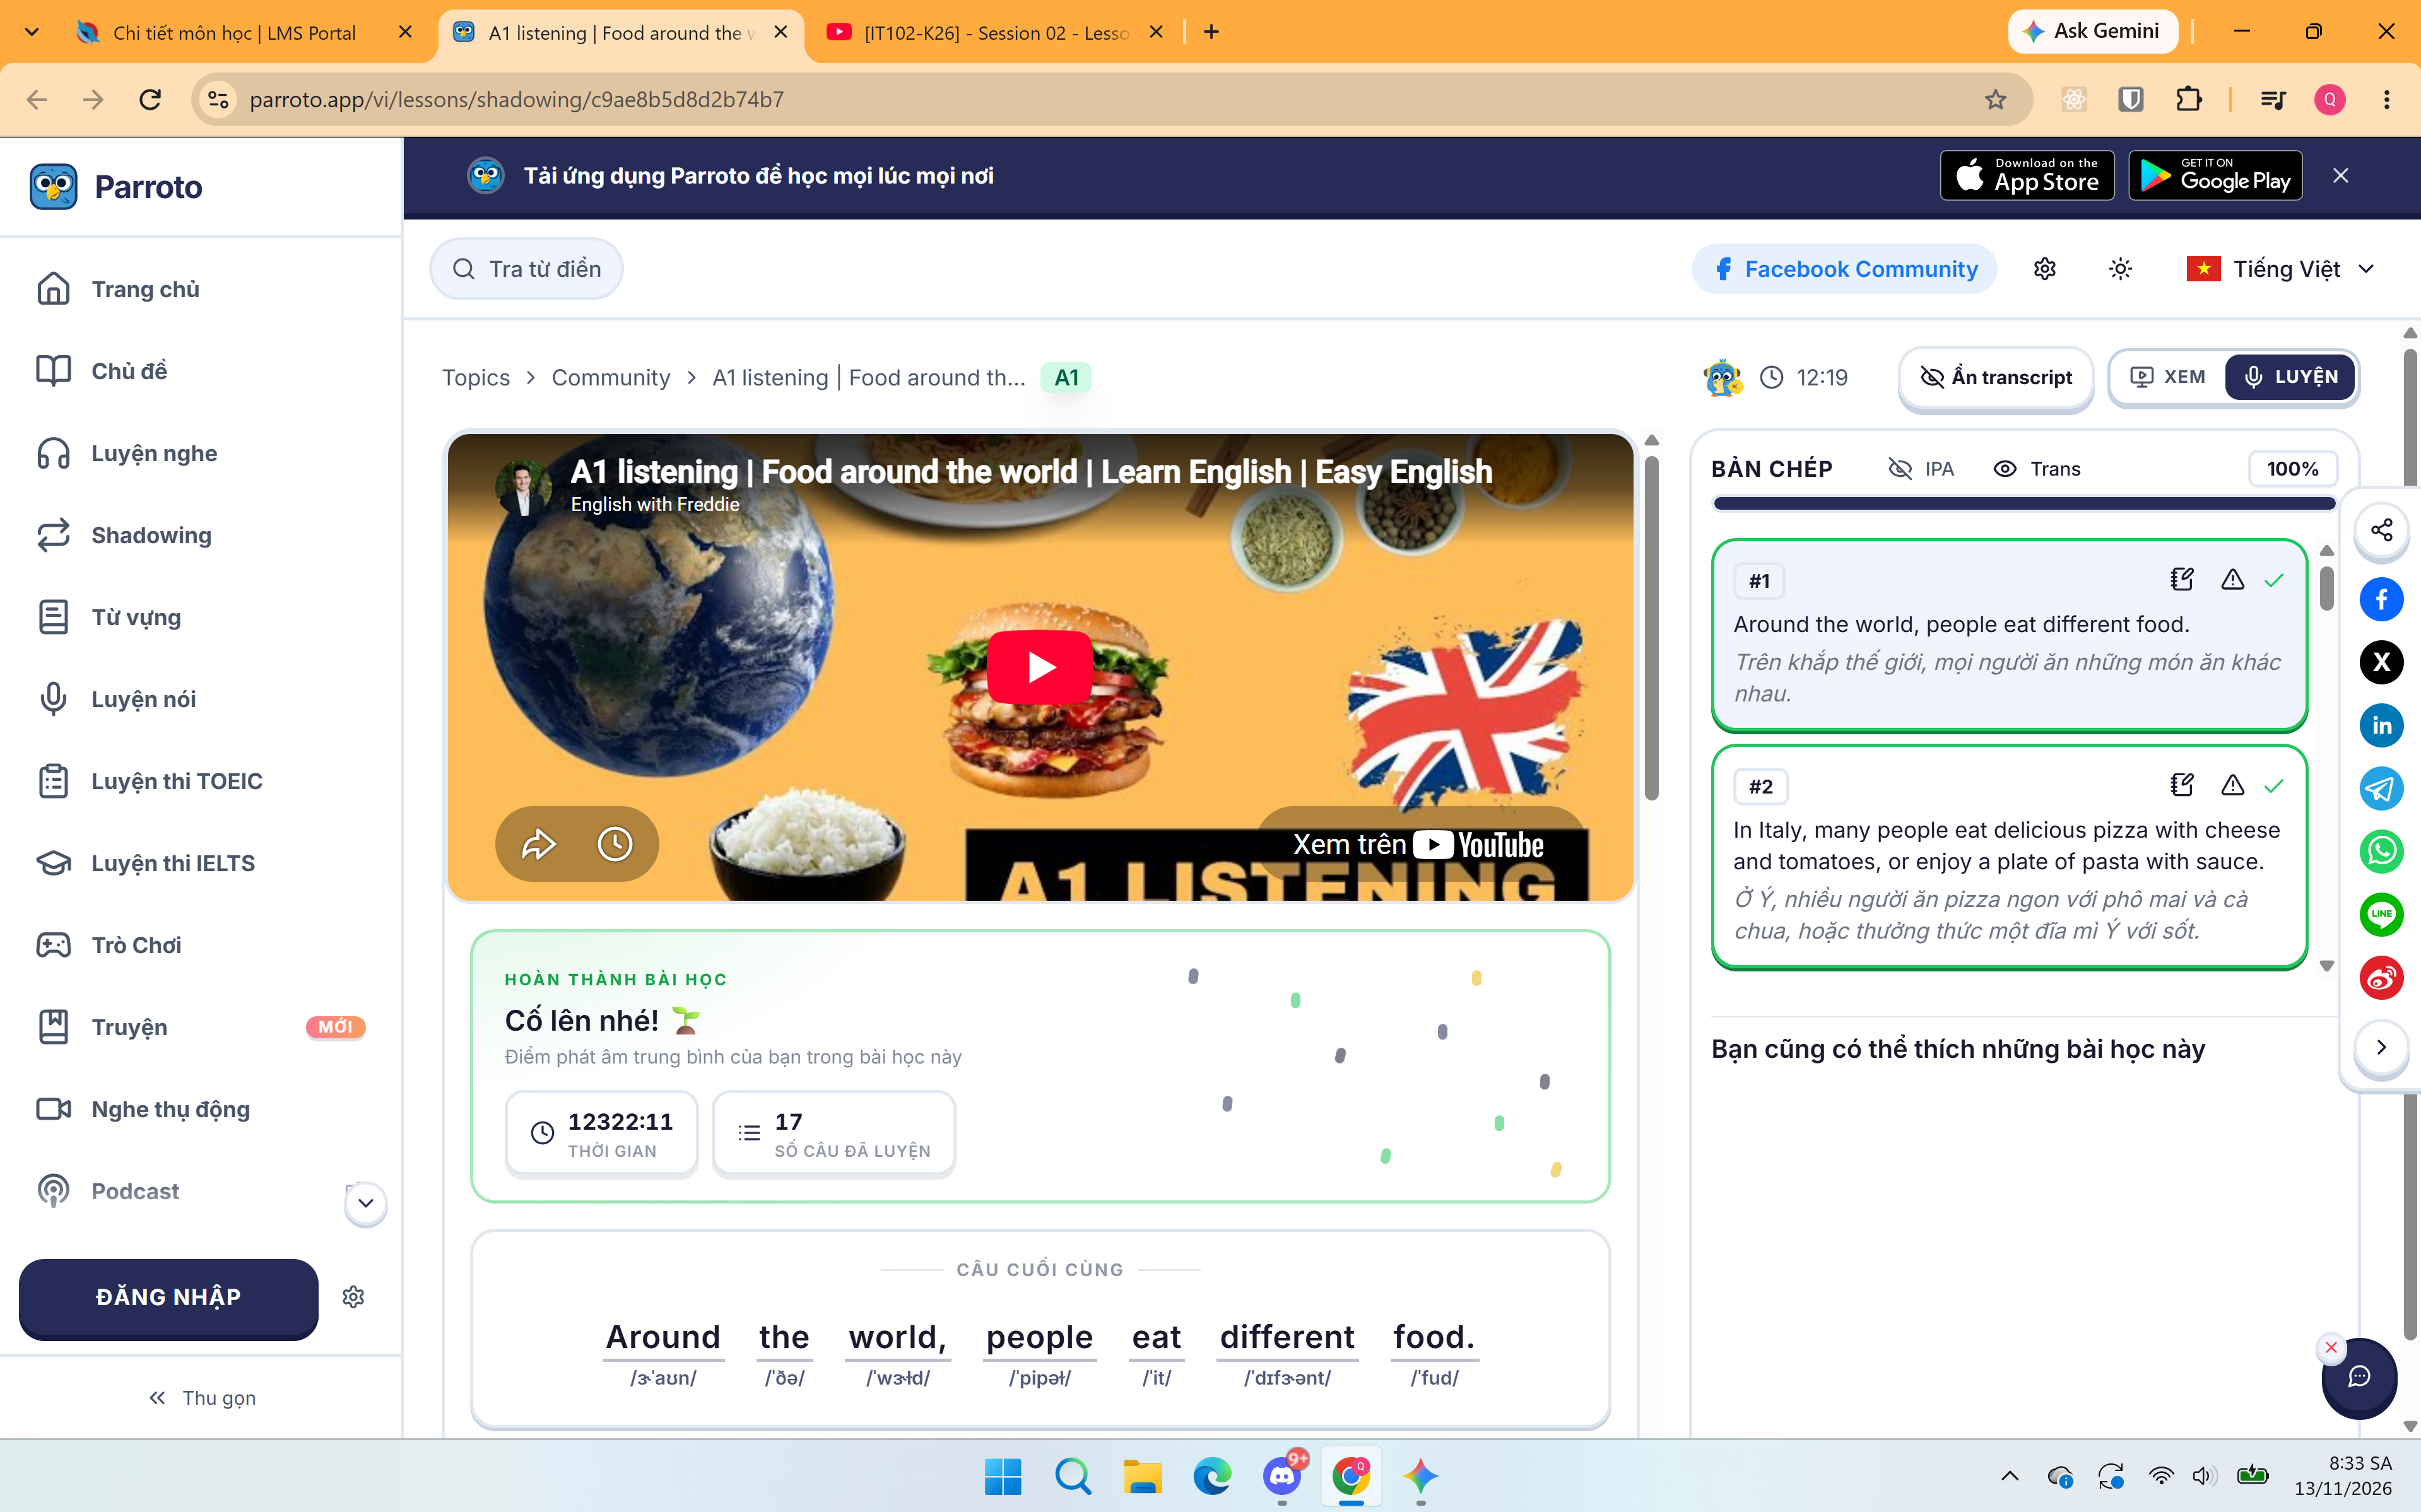 Chi tiết môn học | LMS Portal
A1 listening | Food around the w
[IT102-K26] - Session 02 - Lesso
Ask Gemini
parroto.app/vi/lessons/shadowing/c9ae8b5d8d2b74b7
Q
Parroto
Tải ứng dụng Parroto để học mọi lúc mọi nơi
Download on the
App Store
GET IT ON
Google Play
Tra từ điển
Facebook Community
Tiếng Việt
Trang chủ
Chủ đề
Luyện nghe
Shadowing
Từ vựng
Luyện nói
Luyện thi TOEIC
Luyện thi IELTS
Trò Chơi
Truyện
MỚI
Nghe thụ động
Podcast
ĐĂNG NHẬP
Thu gọn
Topics > Community > A1 listening | Food around th... A1
12:19
Ẩn transcript
XEM
LUYỆN
A1 listening | Food around the world | Learn English | Easy English
English with Freddie
Xem trên YouTube
A1 LISTENING
HOÀN THÀNH BÀI HỌC
Cố lên nhé!
Điểm phát âm trung bình của bạn trong bài học này
12322:11
THỜI GIAN
17
SỐ CÂU ĐÃ LUYỆN
CÂU CUỐI CÙNG
Around the world, people eat different food.
/ɝˈaʊn/ /ˈðə/ /ˈwɝɫd/ /ˈpipəɫ/ /ˈit/ /ˈdɪfɝənt/ /ˈfud/
BẢN CHÉP
IPA
Trans
100%
#1
Around the world, people eat different food.
Trên khắp thế giới, mọi người ăn những món ăn khác
nhau.
#2
In Italy, many people eat delicious pizza with cheese
and tomatoes, or enjoy a plate of pasta with sauce.
Ở Ý, nhiều người ăn pizza ngon với phô mai và cà
chua, hoặc thưởng thức một đĩa mì Ý với sốt.
Bạn cũng có thể thích những bài học này
in
LINE
9+
Q
8:33 SA
13/11/2026